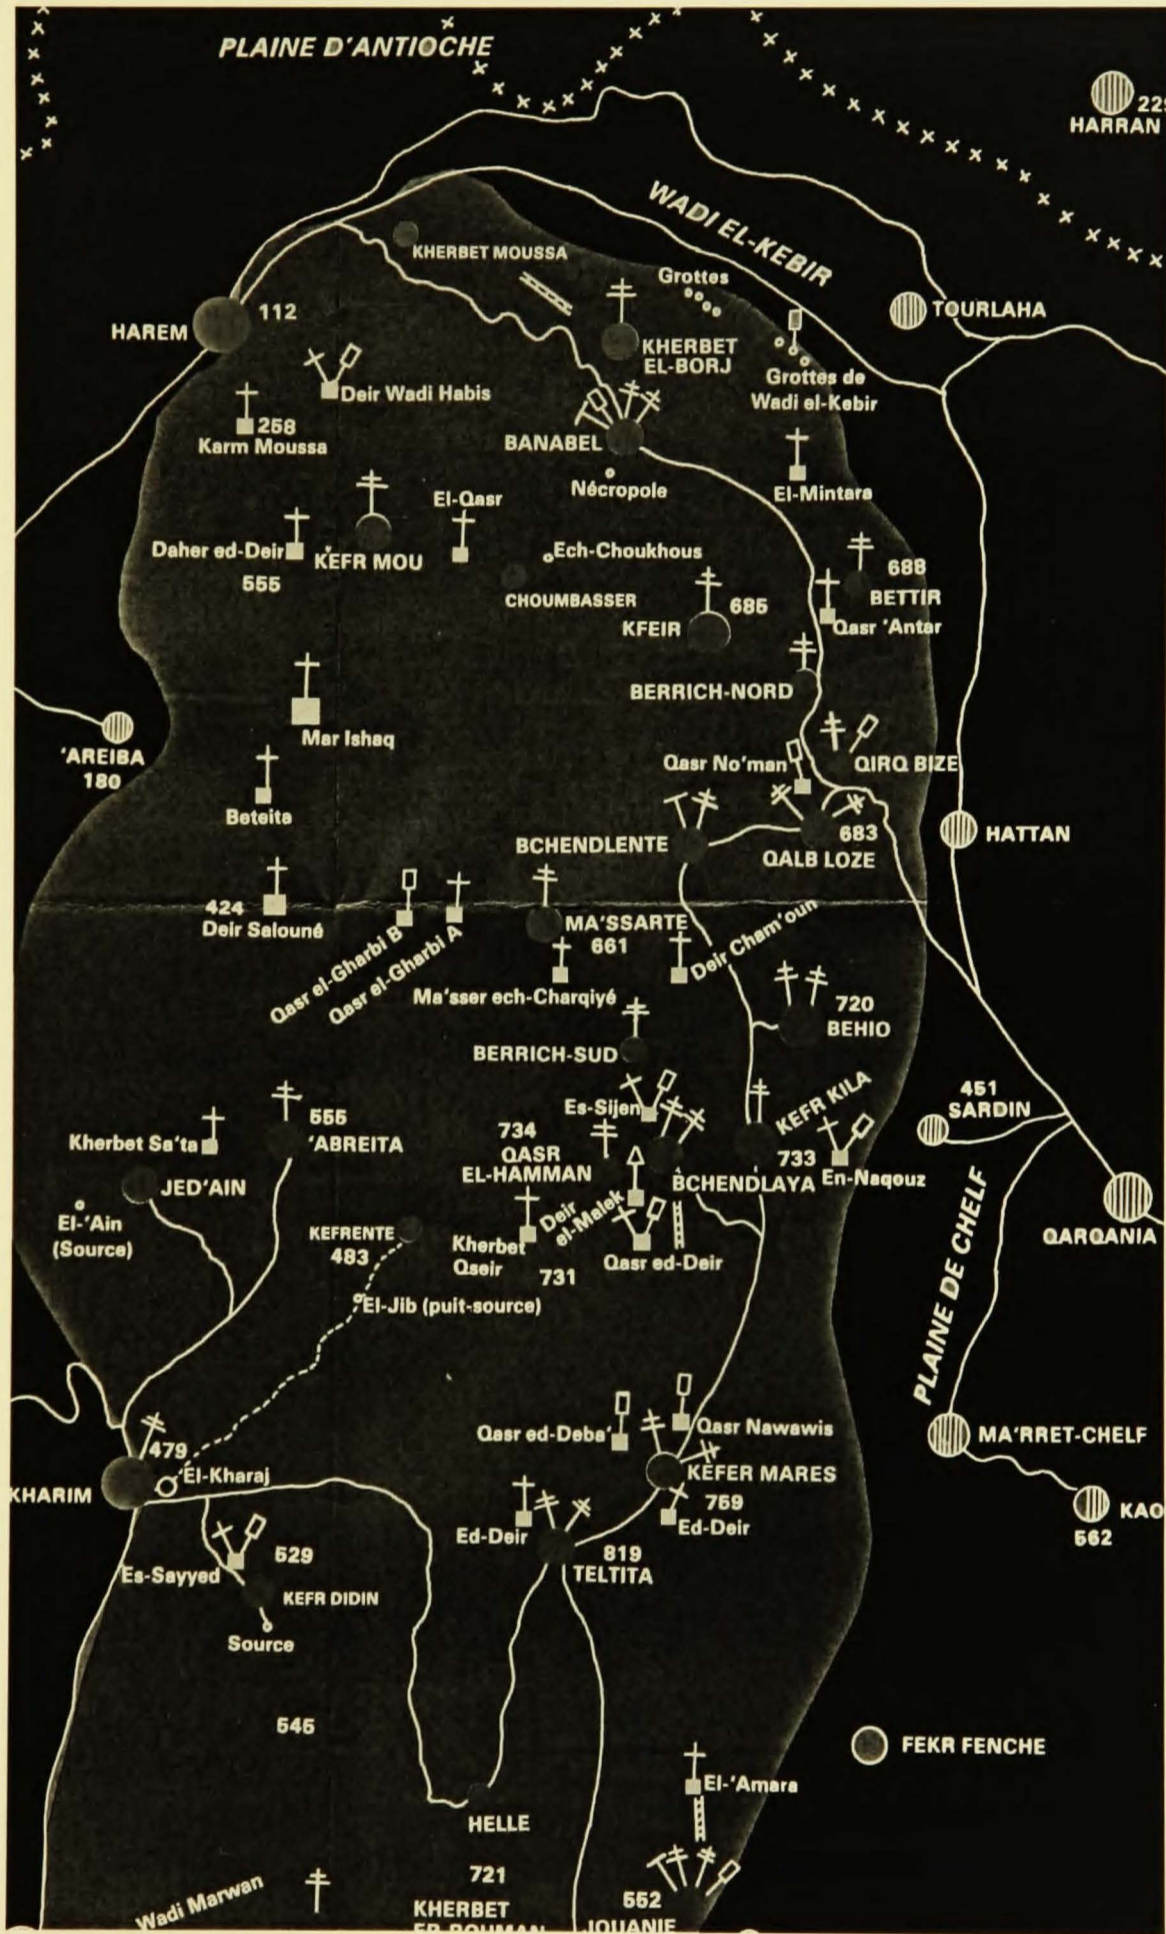 PLAINE D'ANTIOCHE
HARRAN
WADI EL-KEBIR
KHERBET MOUSSA
Grottes
TOURLAHA
112
HAREM
KHERBET
EL-BORJ
Grottes de
Wadi el-Kebir
Deir Wadi Habis
258
Karm Moussa
BANABEL
Nécropole
El-Mintara
El-Qasr
Daher ed-Deir
555
KEFR MOU
Ech-Choukhous
CHOUMBASSER
688
BETTIR
685
KFEIR
Qasr 'Antar
BERRICH-NORD
Mar Ishaq
'AREIBA
180
Qasr No'man
QIRQ BIZE
Beteita
BCHENDLENTE
683
QALB LOZE
HATTAN
424
Deir Salouné
Qasr el-Gharbi B
Qasr el-Gharbi A
MA'SSARTE
661
Deir Cham'oun
Ma'sser ech-Charqiyé
720
BEHIO
BERRICH-SUD
Es-Sijen
KEFR KILA
451
SARDIN
Kherbet Sa'ta
555
'ABREITA
734
QASR
EL-HAMMAN
733
BCHENDLAYA
En-Naqouz
JED'AIN
El-'Ain
(Source)
KEFRENTE
483
Kherbet
Qseir
731
Deir
el-Malek
Qasr ed-Deir
QARQANIA
El-Jib (puit-source)
PLAINE DE CHELF
Qasr ed-Deba'
Qasr Nawawis
MA'RRET-CHELF
479
El-Kharaj
KHARIM
KEFER MARES
759
Ed-Deir
Ed-Deir
KAO
562
819
TELTITA
529
Es-Sayyed
KEFR DIDIN
Source
545
FEKR FENCHE
El-'Amara
HELLE
721
KHERBET
552
JOUANIE
Wadi Marwan